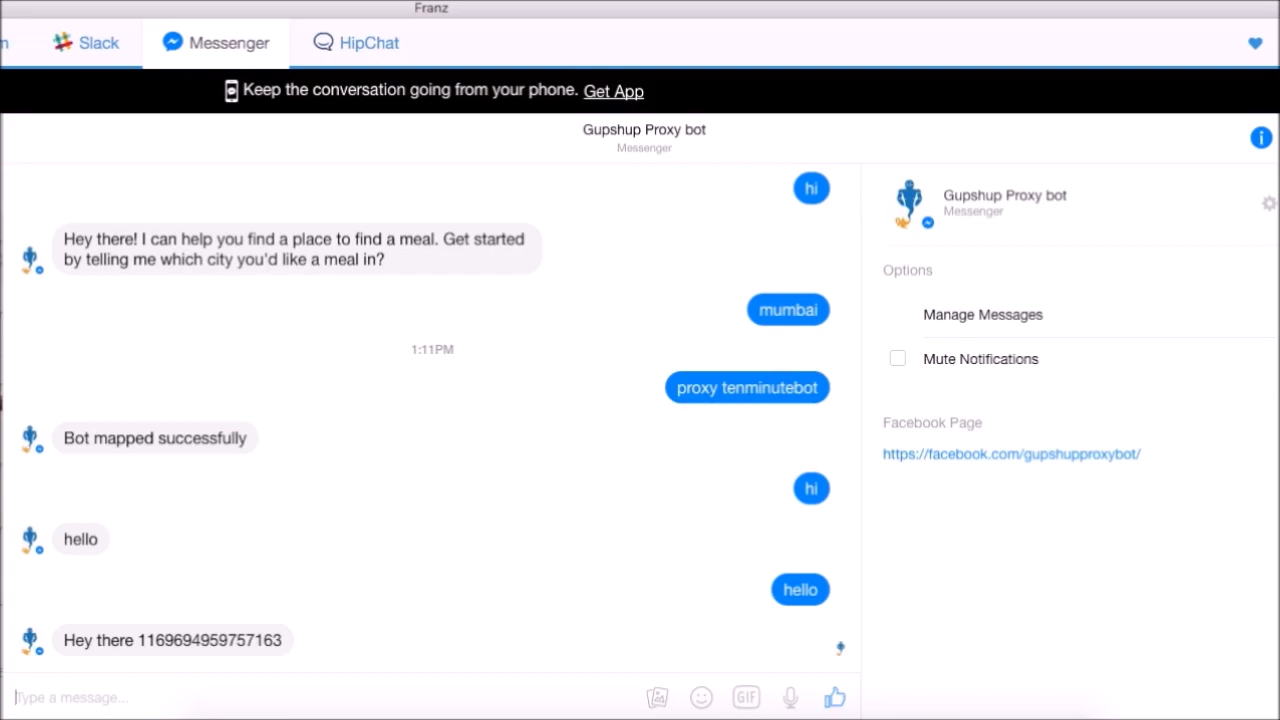 Franz
Slack
Messenger
HipChat
Keep the conversation going from your phone. Get App
Gupshup Proxy bot
Messenger
hi
Hey there! I can help you find a place to find a meal. Get started
by telling me which city you'd like a meal in?
mumbai
1:11PM
proxy tenminutebot
Bot mapped successfully
hi
hello
hello
Hey there 1169694959757163
Type a message...
GIF
Gupshup Proxy bot
Messenger
Options
Manage Messages
Mute Notifications
Facebook Page
https://facebook.com/gupshupproxybot/